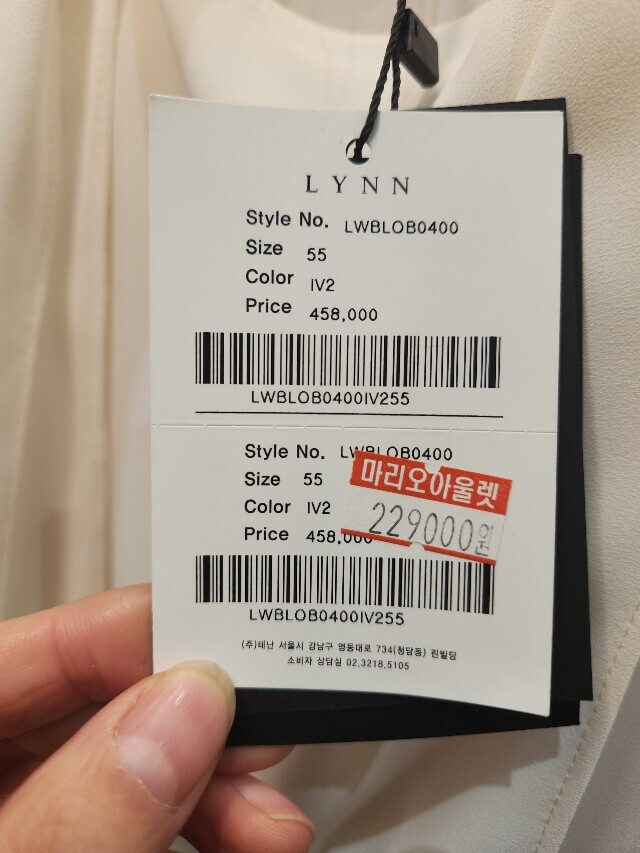 LYNN
Style No. LWBLOB0400
Size 55
Color IV2
Price 458,000
LWBLOB0400IV255
Style No. LWBLOB0400
Size 55
Color IV2
Price 458,000
마리오아울렛
229000원
LWBLOB0400IV255
(주)테난 서울시 강남구 영동대로 734(청담동) 린빌딩
소비자 상담실 02.3218.5105